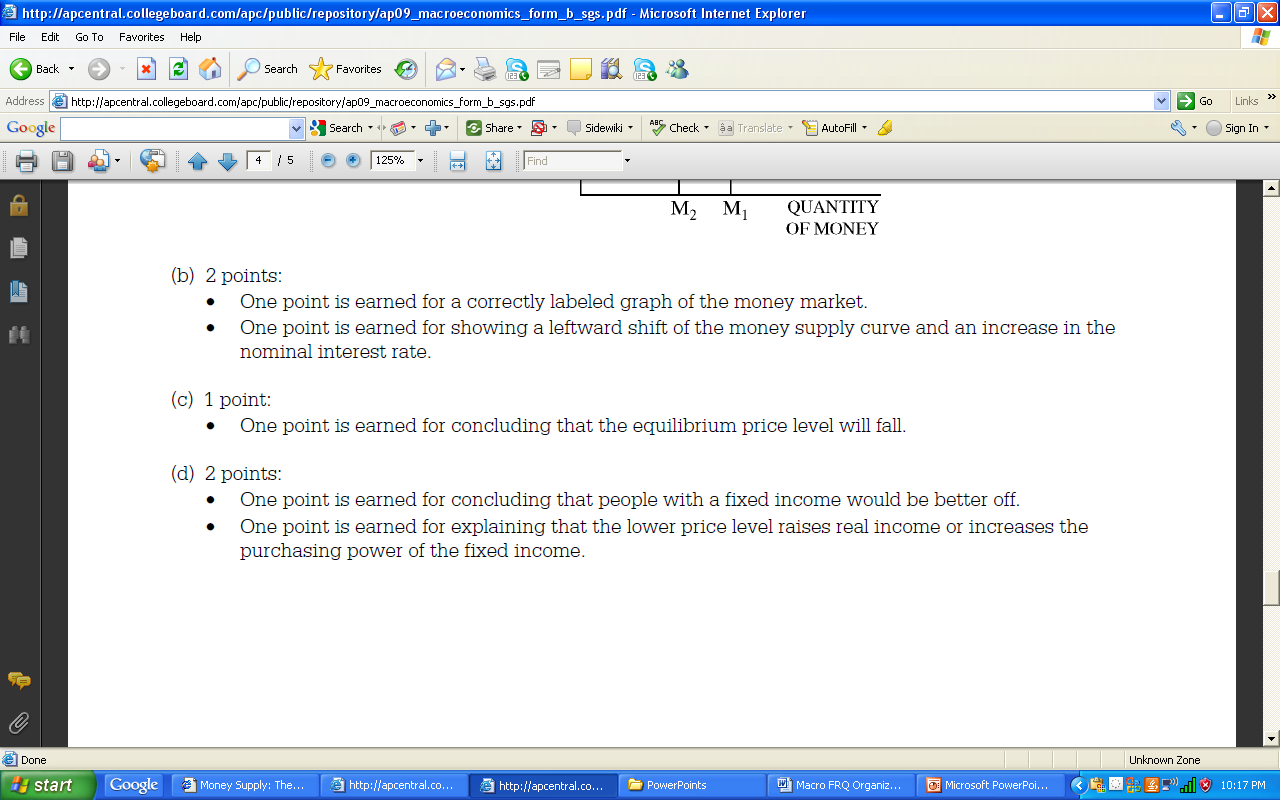 http://apcentral.collegeboard.com/apc/public/repository/ap09_macroeconomics_form_b_sgs.pdf - Microsoft Internet Explorer
File Edit Go To Favorites Help
Back Search Favorites
Address http://apcentral.collegeboard.com/apc/public/repository/ap09_macroeconomics_form_b_sgs.pdf Go Links »
Google Search Share Sidewiki ABC Check âa Translate AutoFill Sign In
4 / 5 125% Find
M2 M1 QUANTITY
OF MONEY
(b) 2 points:
• One point is earned for a correctly labeled graph of the money market.
• One point is earned for showing a leftward shift of the money supply curve and an increase in the
nominal interest rate.
(c) 1 point:
• One point is earned for concluding that the equilibrium price level will fall.
(d) 2 points:
• One point is earned for concluding that people with a fixed income would be better off.
• One point is earned for explaining that the lower price level raises real income or increases the
purchasing power of the fixed income.
Done Unknown Zone
start Google Money Supply: The... http://apcentral.co... http://apcentral.co... PowerPoints Macro FRQ Organiz... Microsoft PowerPoi... 10:17 PM